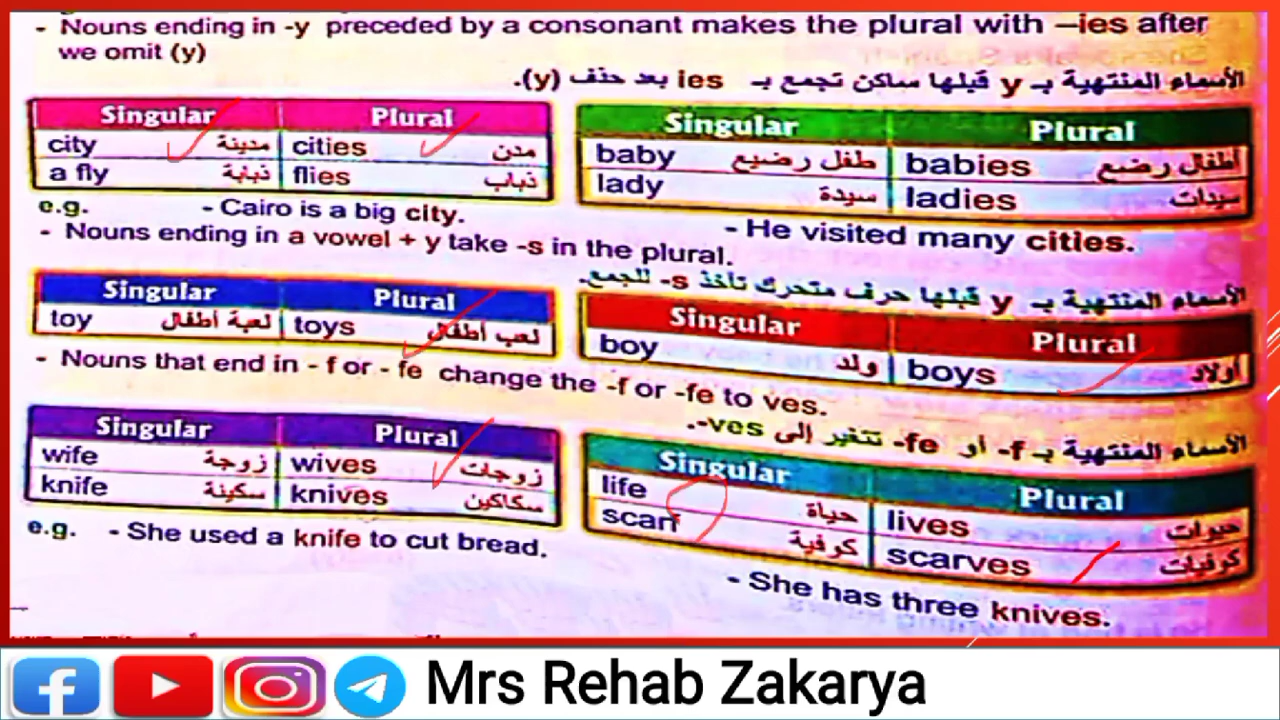 - Nouns ending in -y preceded by a consonant makes the plural with –ies after
we omit (y)
الأسماء المنتهية بـ y قبلها ساكن تجمع بـ ies بعد حذف (y).
Singular Plural
city مدينة cities مدن
a fly ذبابة flies ذباب
Singular Plural
baby طفل رضيع babies أطفال رضع
lady سيدة ladies سيدات
e.g. - Cairo is a big city. - He visited many cities.
- Nouns ending in a vowel + y take -s in the plural.
الأسماء المنتهية بـ y قبلها حرف متحرك تأخذ s- للجمع.
Singular Plural
toy لعبة أطفال toys لعب أطفال
Singular Plural
boy ولد boys أولاد
- Nouns that end in - f or - fe change the -f or -fe to ves.
الأسماء المنتهية بـ f- أو fe- تتغير إلى ves-.
Singular Plural
wife زوجة wives زوجات
knife سكينة knives سكاكين
Singular Plural
life حياة lives حيوات
scarf كوفية scarves كوفيات
e.g. - She used a knife to cut bread. - She has three knives.
Mrs Rehab Zakarya